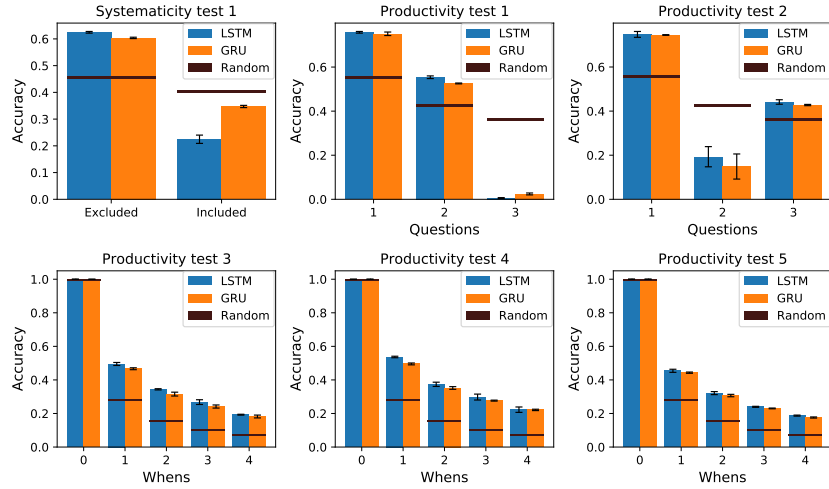 Systematicity test 1
Accuracy
0.6
0.5
0.4
0.3
0.2
0.1
0.0
Excluded Included
LSTM
GRU
Random
Productivity test 1
Accuracy
0.6
0.4
0.2
0.0
1 2 3
Questions
LSTM
GRU
Random
Productivity test 2
Accuracy
0.6
0.4
0.2
0.0
1 2 3
Questions
LSTM
GRU
Random
Productivity test 3
Accuracy
1.0
0.8
0.6
0.4
0.2
0.0
0 1 2 3 4
Whens
LSTM
GRU
Random
Productivity test 4
Accuracy
1.0
0.8
0.6
0.4
0.2
0.0
0 1 2 3 4
Whens
LSTM
GRU
Random
Productivity test 5
Accuracy
1.0
0.8
0.6
0.4
0.2
0.0
0 1 2 3 4
Whens
LSTM
GRU
Random